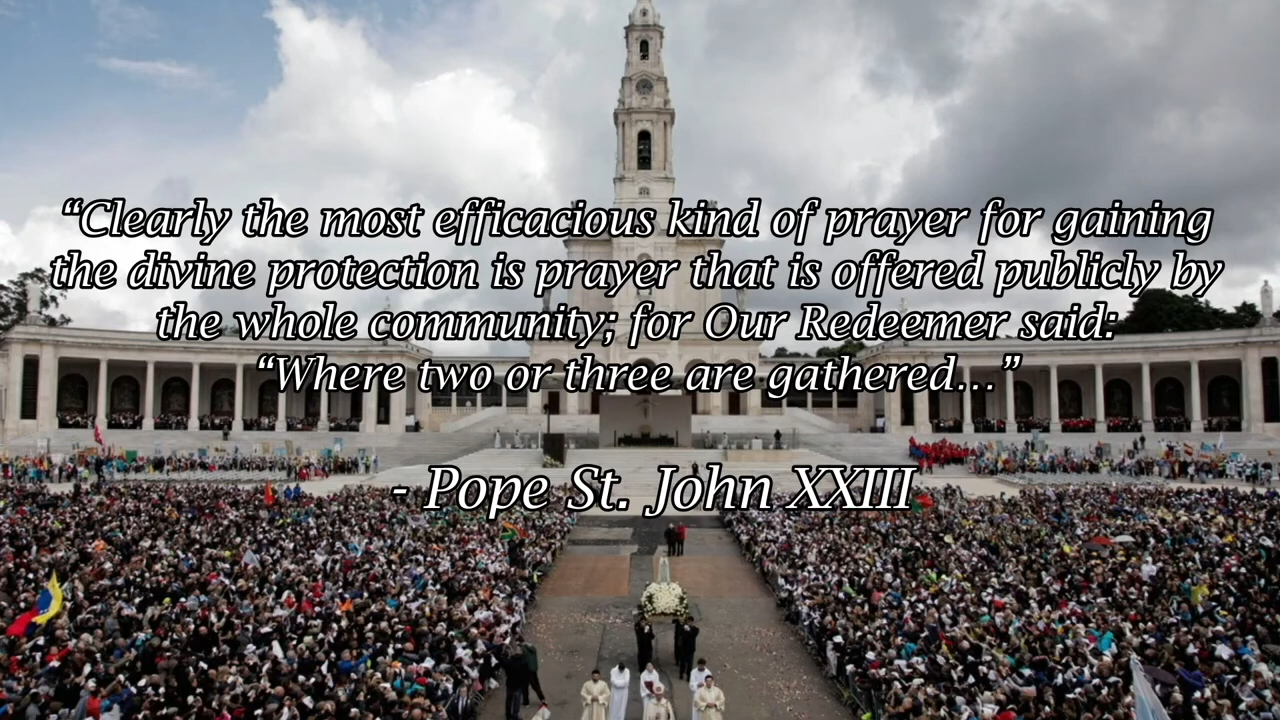 “Clearly the most efficacious kind of prayer for gaining
the divine protection is prayer that is offered publicly by
the whole community; for Our Redeemer said:
“Where two or three are gathered...”
- Pope St. John XXIII